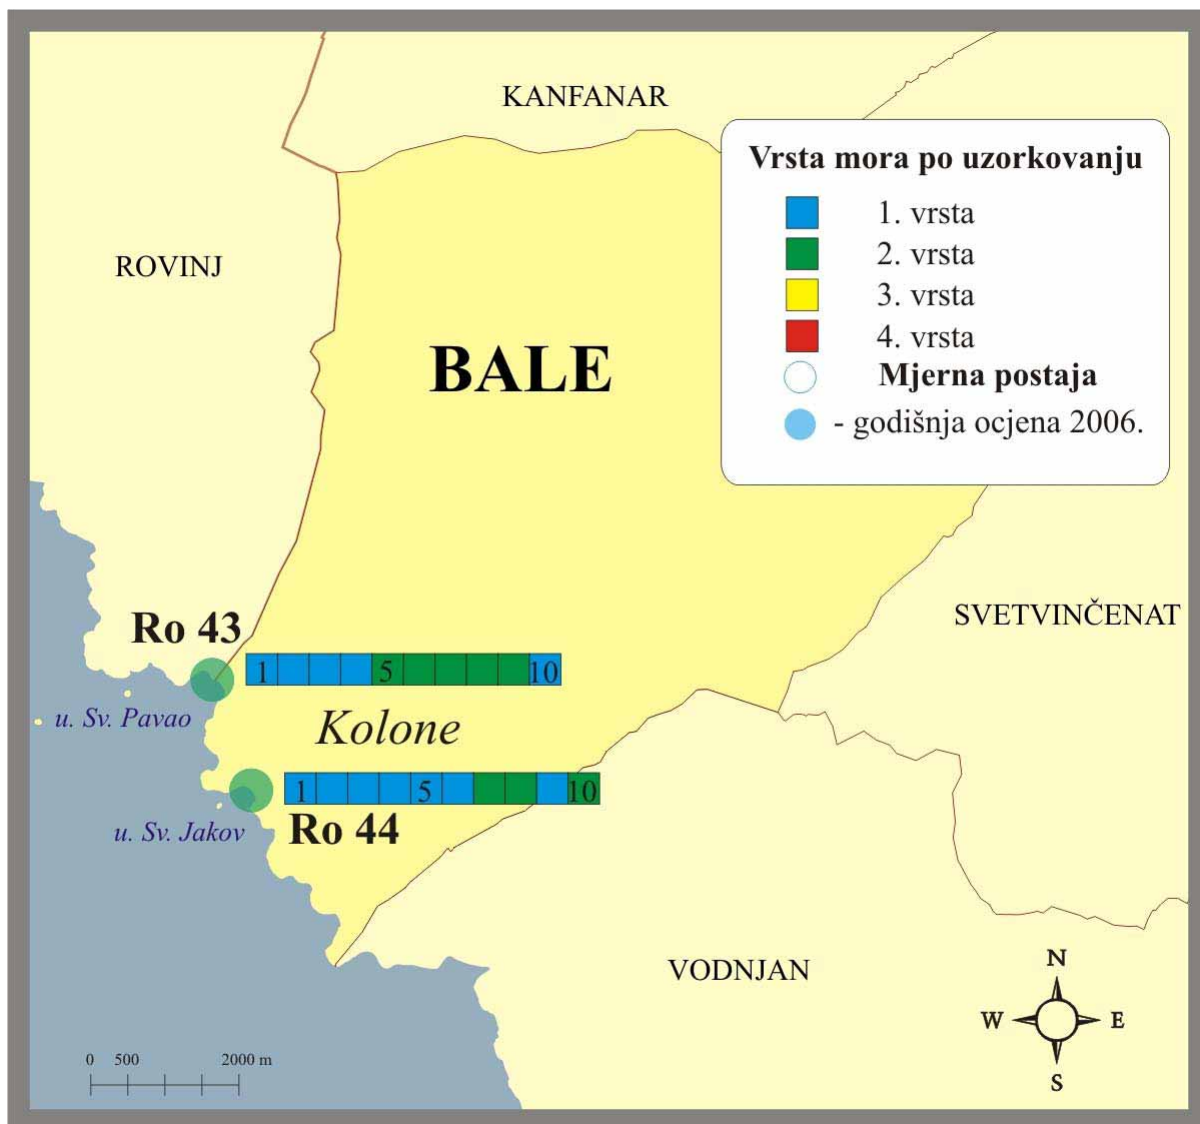 KANFANAR
Vrsta mora po uzorkovanju
1. vrsta
2. vrsta
3. vrsta
4. vrsta
Mjerna postaja
- godišnja ocjena 2006.
ROVINJ
BALE
SVETVINČENAT
Ro 43
1 5 10
u. Sv. Pavao
Kolone
1 5 10
u. Sv. Jakov
Ro 44
VODNJAN
N
W E
S
0 500 2000 m